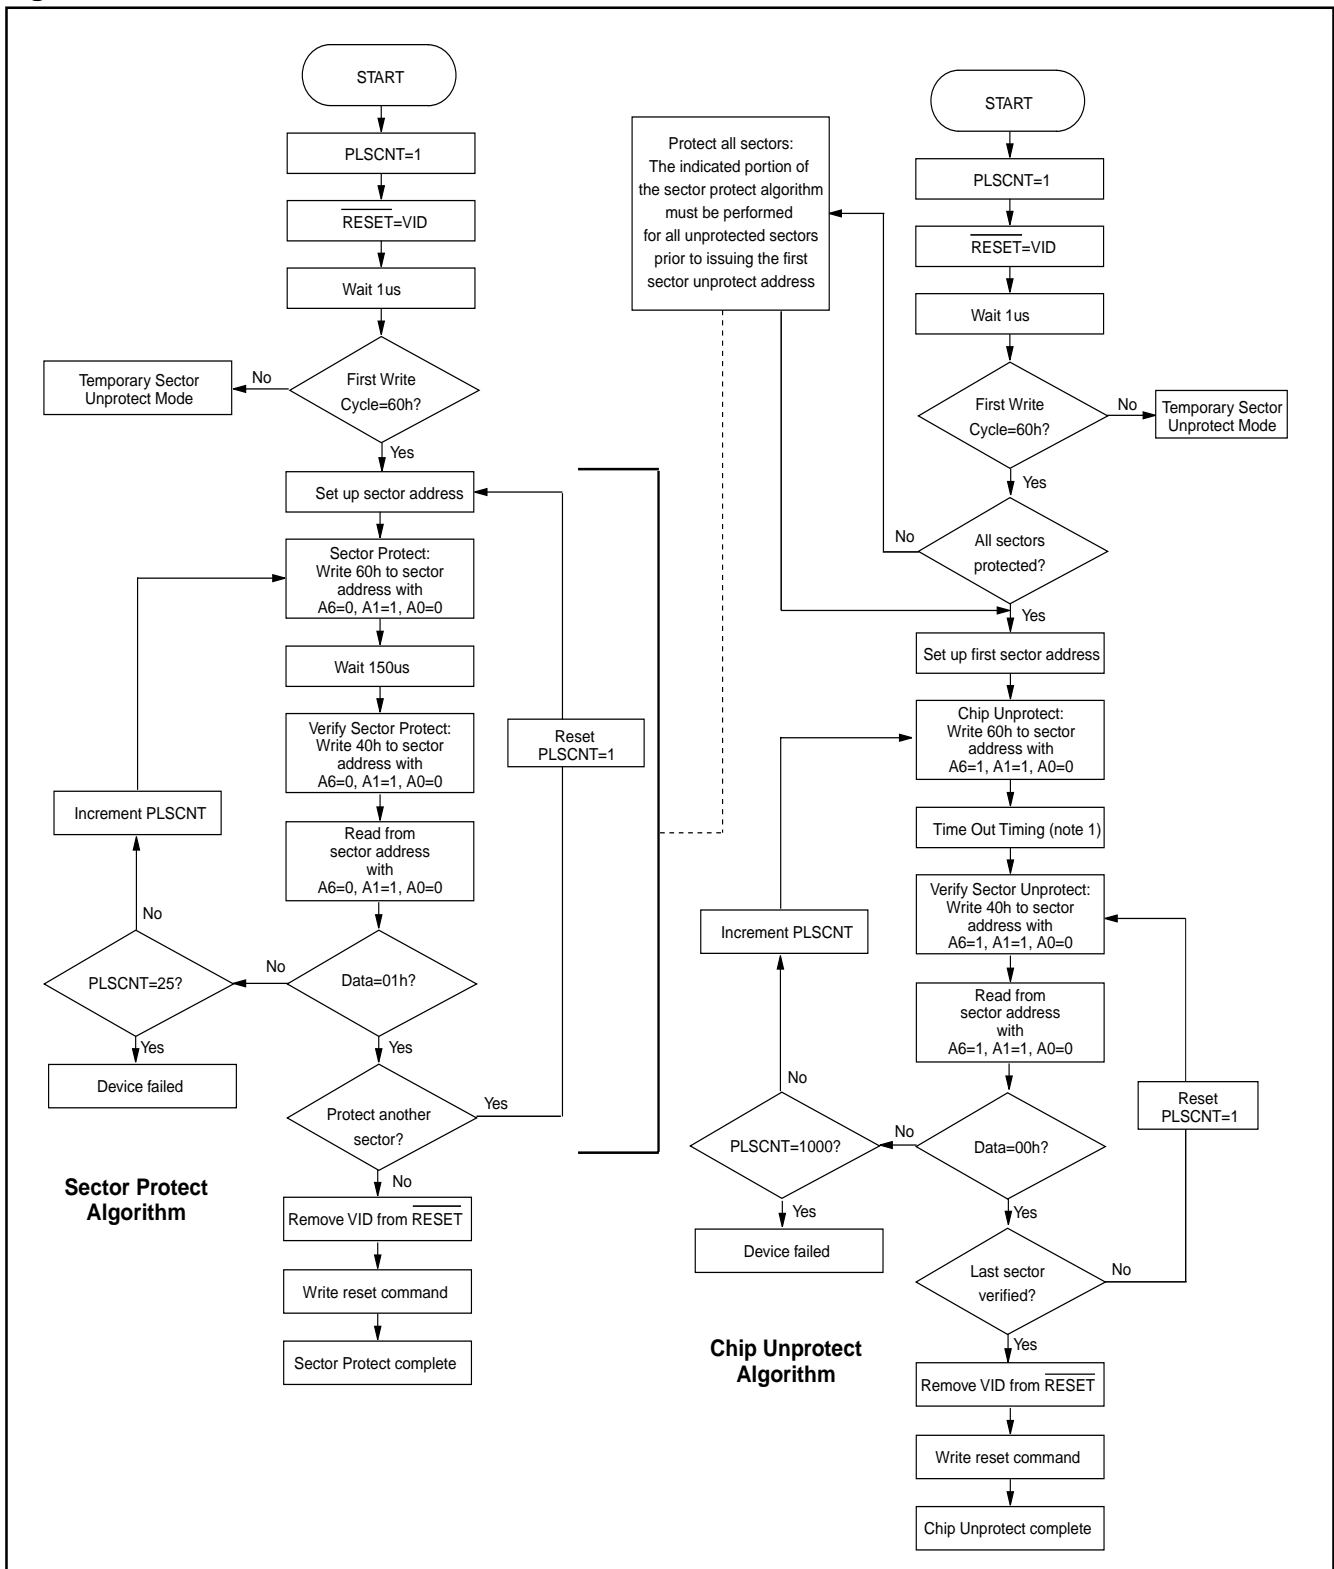 START
PLSCNT=1
RESET=VID
Wait 1us
First Write
Cycle=60h?
No
Temporary Sector
Unprotect Mode
Yes
Set up sector address
Sector Protect:
Write 60h to sector
address with
A6=0, A1=1, A0=0
Wait 150us
Verify Sector Protect:
Write 40h to sector
address with
A6=0, A1=1, A0=0
Read from
sector address
with
A6=0, A1=1, A0=0
Reset
PLSCNT=1
Increment PLSCNT
No
PLSCNT=25?
No
Data=01h?
Yes
Device failed
Yes
Protect another
sector?
Yes
No
Remove VID from RESET
Write reset command
Sector Protect complete
Sector Protect
Algorithm
Protect all sectors:
The indicated portion of
the sector protect algorithm
must be performed
for all unprotected sectors
prior to issuing the first
sector unprotect address
START
PLSCNT=1
RESET=VID
Wait 1us
First Write
Cycle=60h?
No
Temporary Sector
Unprotect Mode
Yes
No
All sectors
protected?
Yes
Set up first sector address
Chip Unprotect:
Write 60h to sector
address with
A6=1, A1=1, A0=0
Time Out Timing (note 1)
Verify Sector Unprotect:
Write 40h to sector
address with
A6=1, A1=1, A0=0
Increment PLSCNT
Read from
sector address
with
A6=1, A1=1, A0=0
No
Reset
PLSCNT=1
PLSCNT=1000?
No
Data=00h?
Yes
Device failed
Yes
Last sector
verified?
No
Yes
Remove VID from RESET
Write reset command
Chip Unprotect complete
Chip Unprotect
Algorithm